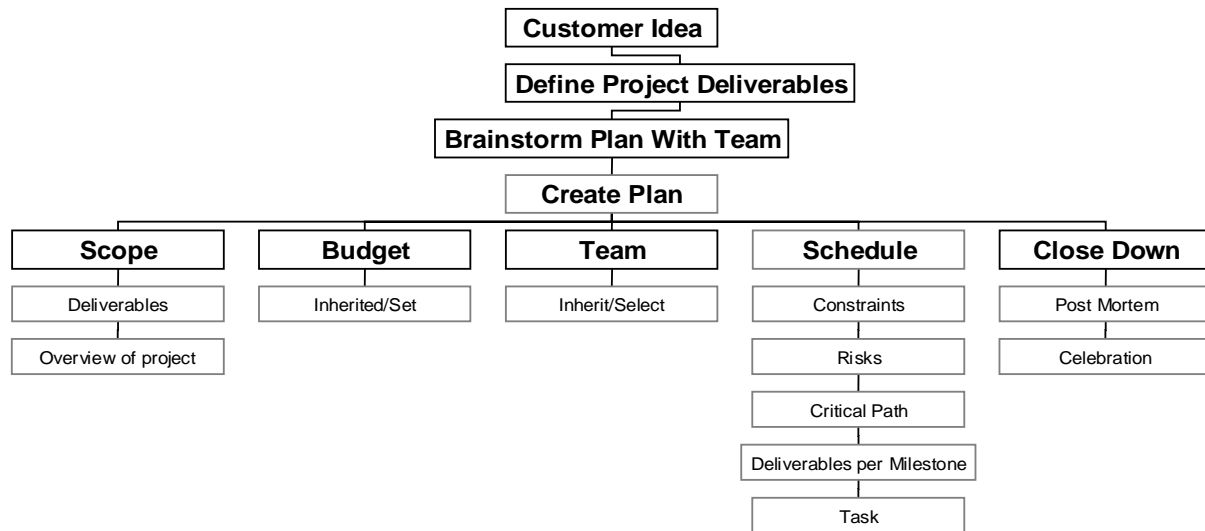 Customer Idea
Define Project Deliverables
Brainstorm Plan With Team
Create Plan
Scope
Deliverables
Overview of project
Budget
Inherited/Set
Team
Inherit/Select
Schedule
Constraints
Risks
Critical Path
Deliverables per Milestone
Task
Close Down
Post Mortem
Celebration